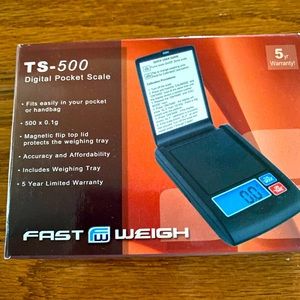 TS-500
Digital Pocket Scale
5 yr
Warranty!
• Fits easily in your pocket
or handbag
• 500 x 0.1g
• Magnetic flip top lid
protects the weighing tray
• Accuracy and Affordability
• Includes Weighing Tray
• 5 Year Limited Warranty
0.0
FAST WEIGH